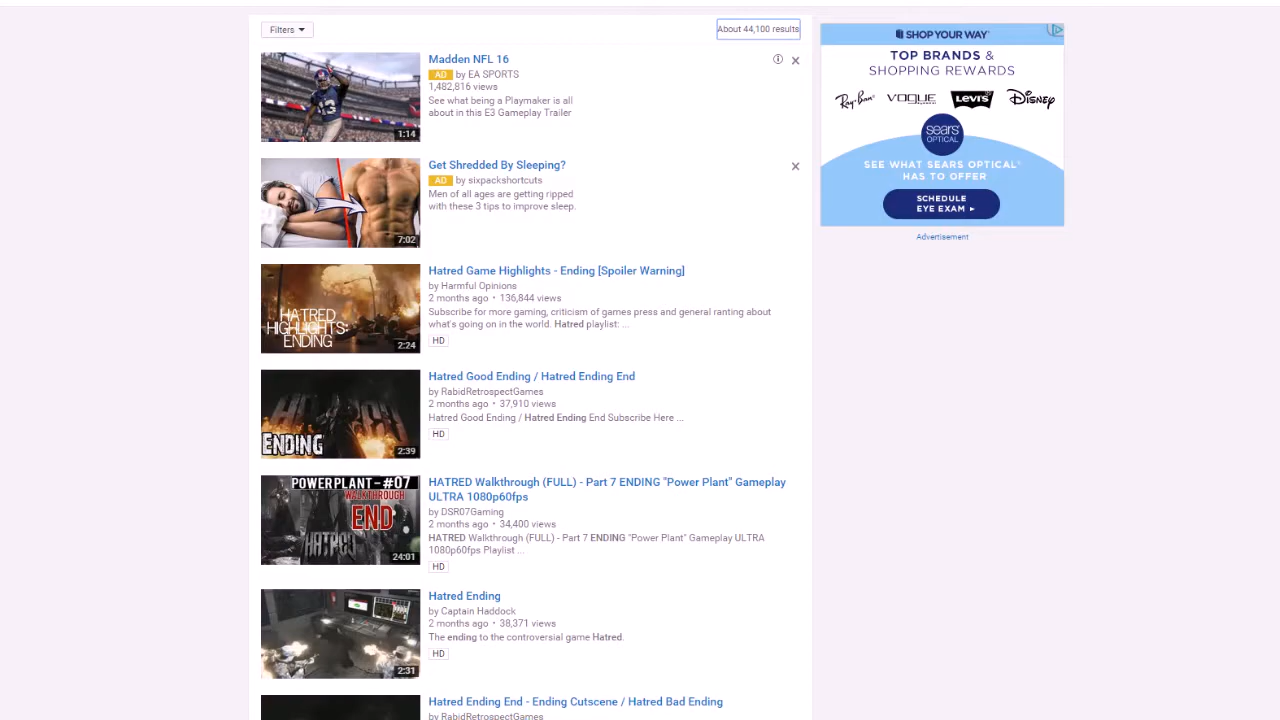 Filters
About 44,100 results
Madden NFL 16
AD by EA SPORTS
1,482,816 views
See what being a Playmaker is all
about in this E3 Gameplay Trailer
1:14
Get Shredded By Sleeping?
AD by sixpackshortcuts
Men of all ages are getting ripped
with these 3 tips to improve sleep.
7:02
Hatred Game Highlights - Ending [Spoiler Warning]
by Harmful Opinions
2 months ago • 136,844 views
Subscribe for more gaming, criticism of games press and general ranting about
what's going on in the world. Hatred playlist: ...
HD
HATRED
HIGHLIGHTS:
ENDING
2:24
Hatred Good Ending / Hatred Ending End
by RabidRetrospectGames
2 months ago • 37,910 views
Hatred Good Ending / Hatred Ending End Subscribe Here ...
HD
HATRED
ENDING
2:39
HATRED Walkthrough (FULL) - Part 7 ENDING "Power Plant" Gameplay
ULTRA 1080p60fps
by DSR07Gaming
2 months ago • 34,400 views
HATRED Walkthrough (FULL) - Part 7 ENDING "Power Plant" Gameplay ULTRA
1080p60fps Playlist ...
HD
POWER PLANT - #07
WALKTHROUGH
END
HATRED
24:01
Hatred Ending
by Captain Haddock
2 months ago • 38,371 views
The ending to the controversial game Hatred.
HD
2:31
Hatred Ending End - Ending Cutscene / Hatred Bad Ending
by RabidRetrospectGames
SHOP YOUR WAY
TOP BRANDS &
SHOPPING REWARDS
Ray-Ban VOGUE LEVI'S DISNEY
sears
OPTICAL
SEE WHAT SEARS OPTICAL®
HAS TO OFFER
SCHEDULE
EYE EXAM ►
Advertisement